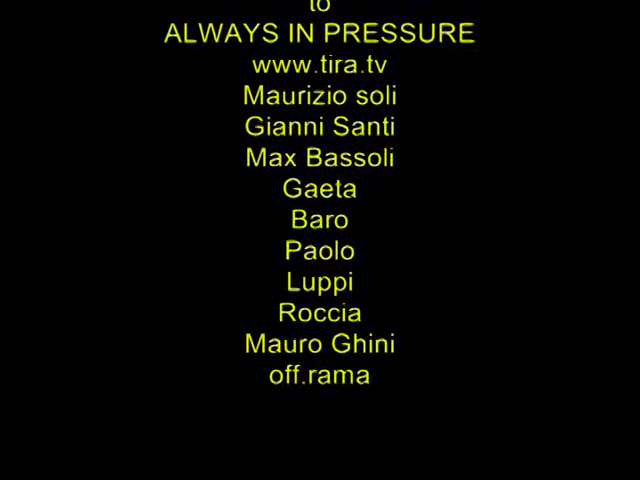 to
ALWAYS IN PRESSURE
www.tira.tv
Maurizio soli
Gianni Santi
Max Bassoli
Gaeta
Baro
Paolo
Luppi
Roccia
Mauro Ghini
off.rama